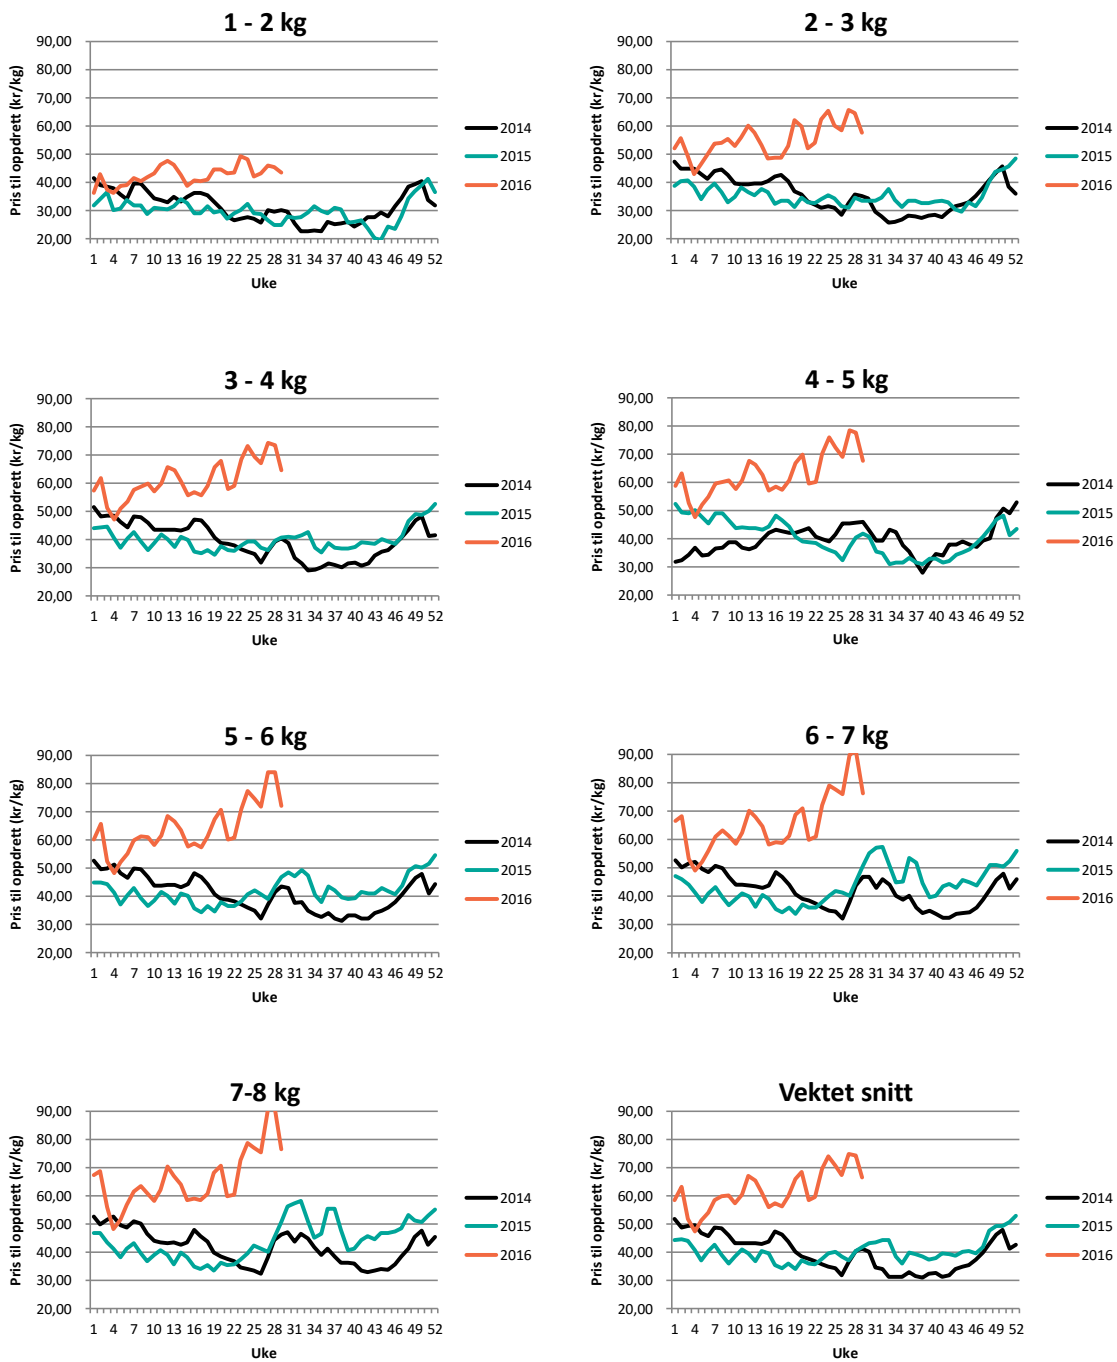 1 - 2 kg
Pris til oppdrett (kr/kg)
90,00
80,00
70,00
60,00
50,00
40,00
30,00
20,00
1 4 7 10 13 16 19 22 25 28 31 34 37 40 43 46 49 52
Uke
2014
2015
2016
2 - 3 kg
Pris til oppdrett (kr/kg)
90,00
80,00
70,00
60,00
50,00
40,00
30,00
20,00
1 4 7 10 13 16 19 22 25 28 31 34 37 40 43 46 49 52
Uke
2014
2015
2016
3 - 4 kg
Pris til oppdrett (kr/kg)
90,00
80,00
70,00
60,00
50,00
40,00
30,00
20,00
1 4 7 10 13 16 19 22 25 28 31 34 37 40 43 46 49 52
Uke
2014
2015
2016
4 - 5 kg
Pris til oppdrett (kr/kg)
90,00
80,00
70,00
60,00
50,00
40,00
30,00
20,00
1 4 7 10 13 16 19 22 25 28 31 34 37 40 43 46 49 52
Uke
2014
2015
2016
5 - 6 kg
Pris til oppdrett (kr/kg)
90,00
80,00
70,00
60,00
50,00
40,00
30,00
20,00
1 4 7 10 13 16 19 22 25 28 31 34 37 40 43 46 49 52
Uke
2014
2015
2016
6 - 7 kg
Pris til oppdrett (kr/kg)
90,00
80,00
70,00
60,00
50,00
40,00
30,00
20,00
1 4 7 10 13 16 19 22 25 28 31 34 37 40 43 46 49 52
Uke
2014
2015
2016
7-8 kg
Pris til oppdrett (kr/kg)
90,00
80,00
70,00
60,00
50,00
40,00
30,00
20,00
1 4 7 10 13 16 19 22 25 28 31 34 37 40 43 46 49 52
Uke
2014
2015
2016
Vektet snitt
Pris til oppdrett (kr/kg)
90,00
80,00
70,00
60,00
50,00
40,00
30,00
20,00
1 4 7 10 13 16 19 22 25 28 31 34 37 40 43 46 49 52
Uke
2014
2015
2016